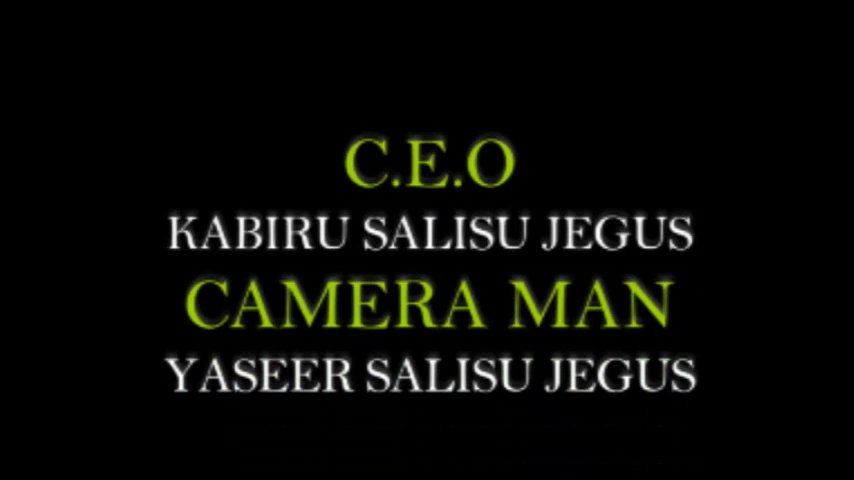 C.E.O
KABIRU SALISU JEGUS
CAMERA MAN
YASEER SALISU JEGUS